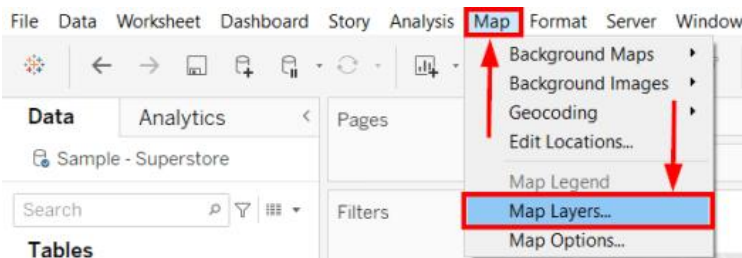 File Data Worksheet Dashboard Story Analysis Map Format Server Window
Background Maps
Background Images
Data Analytics
Pages
Geocoding
Edit Locations...
Sample - Superstore
Map Legend
Search
Filters
Map Layers...
Map Options...
Tables